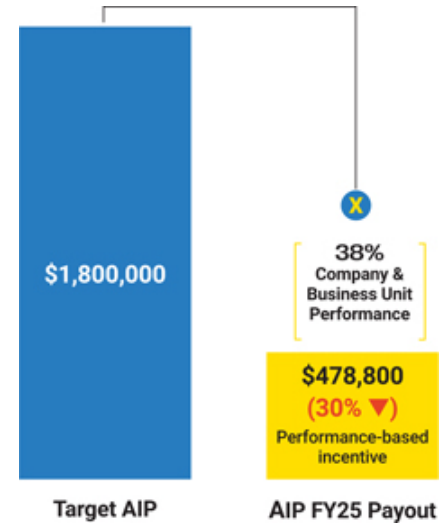 X
38%
Company &
Business Unit
Performance
$1,800,000
$478,800
(30% ▼)
Performance-based
incentive
Target AIP
AIP FY25 Payout